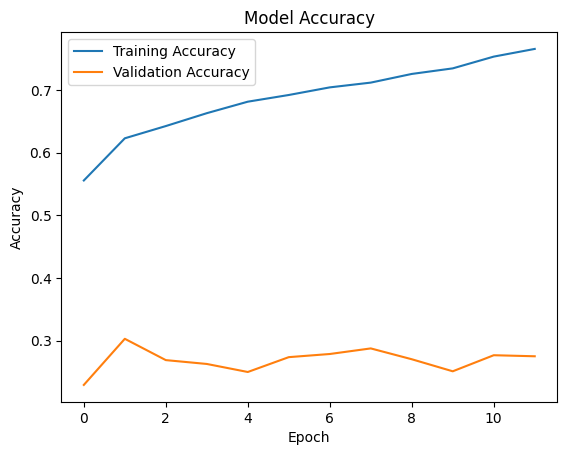 Model Accuracy
Training Accuracy
Validation Accuracy
0.7
0.6
0.5
0.4
0.3
Accuracy
0 2 4 6 8 10
Epoch